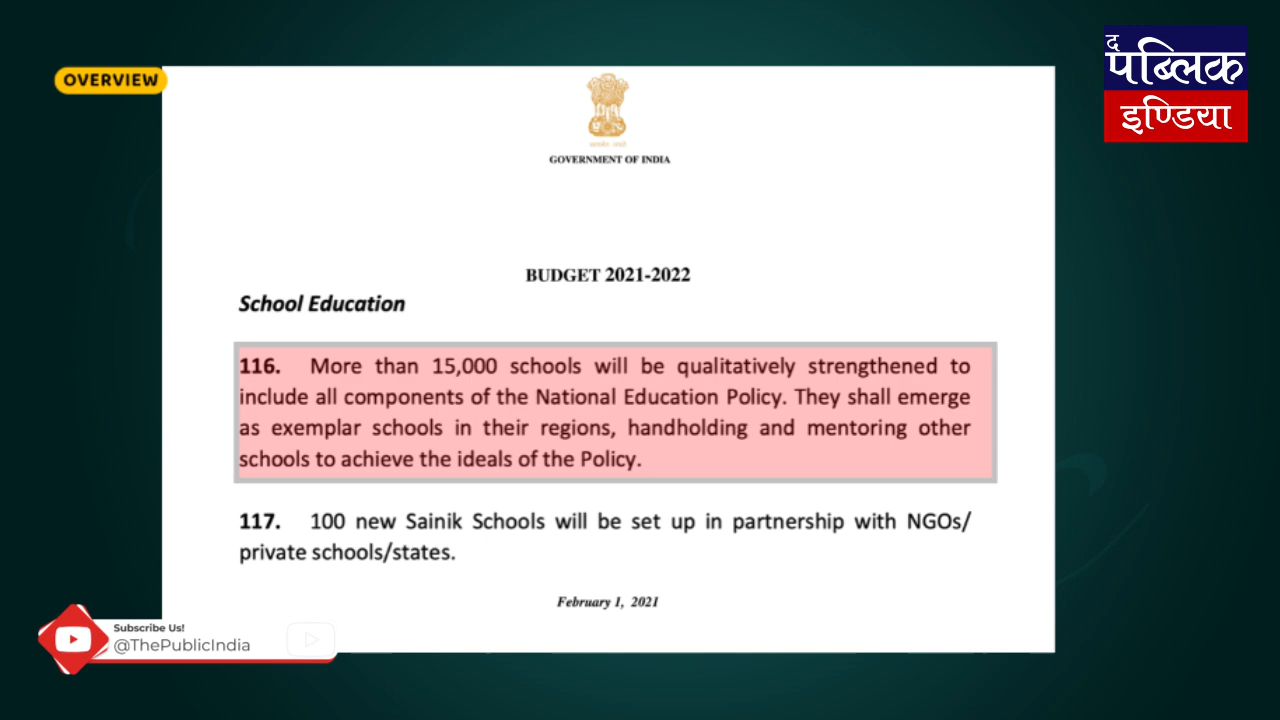 OVERVIEW
द
पब्लिक
इण्डिया
GOVERNMENT OF INDIA
BUDGET 2021-2022
School Education
116. More than 15,000 schools will be qualitatively strengthened to
include all components of the National Education Policy. They shall emerge
as exemplar schools in their regions, handholding and mentoring other
schools to achieve the ideals of the Policy.
117. 100 new Sainik Schools will be set up in partnership with NGOs/
private schools/states.
February 1, 2021
Subscribe Us!
@ThePublicIndia